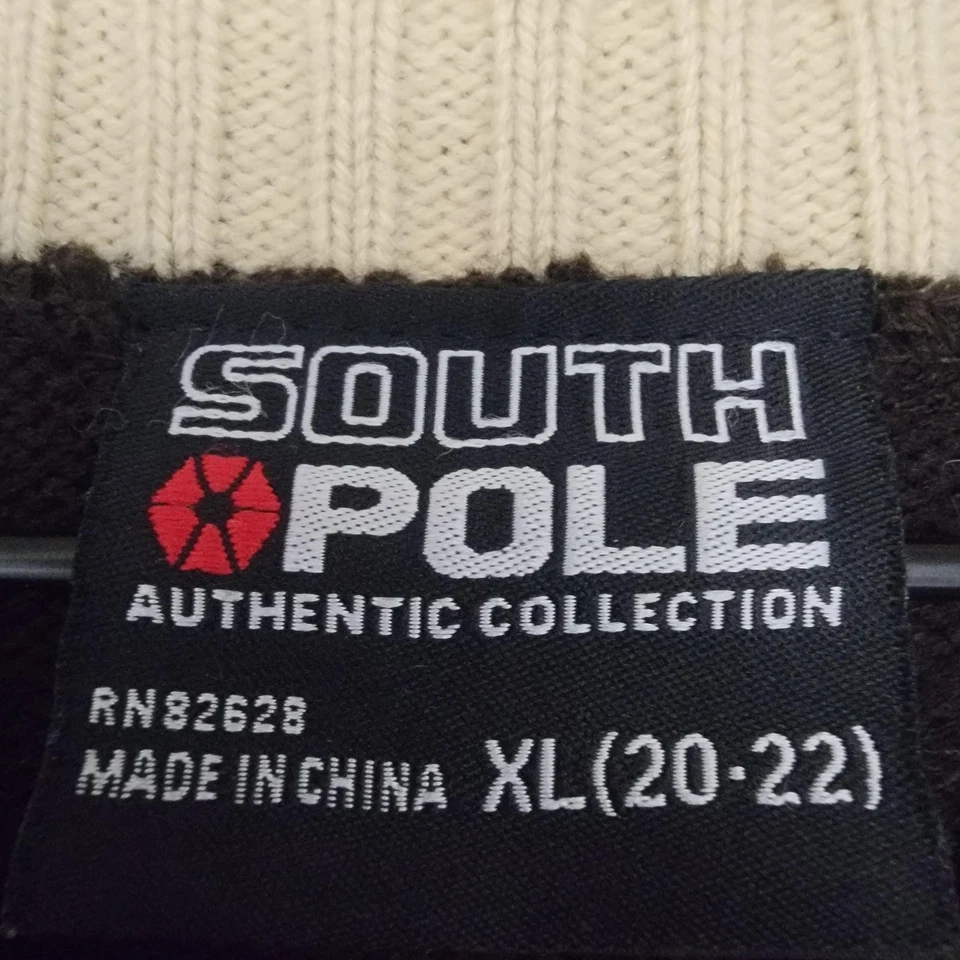 SOUTH
POLE
AUTHENTIC COLLECTION
RN82628
MADE IN CHINA XL(20·22)